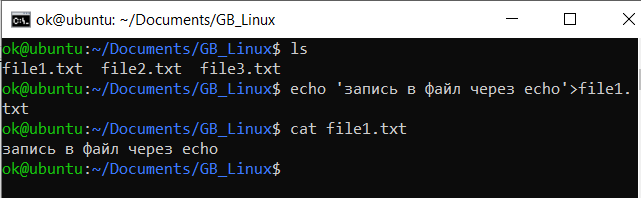 ok@ubuntu: ~/Documents/GB_Linux
ok@ubuntu:~/Documents/GB_Linux$ ls
file1.txt  file2.txt  file3.txt
ok@ubuntu:~/Documents/GB_Linux$ echo 'запись в файл через echo'>file1.
txt
ok@ubuntu:~/Documents/GB_Linux$ cat file1.txt
запись в файл через echo
ok@ubuntu:~/Documents/GB_Linux$